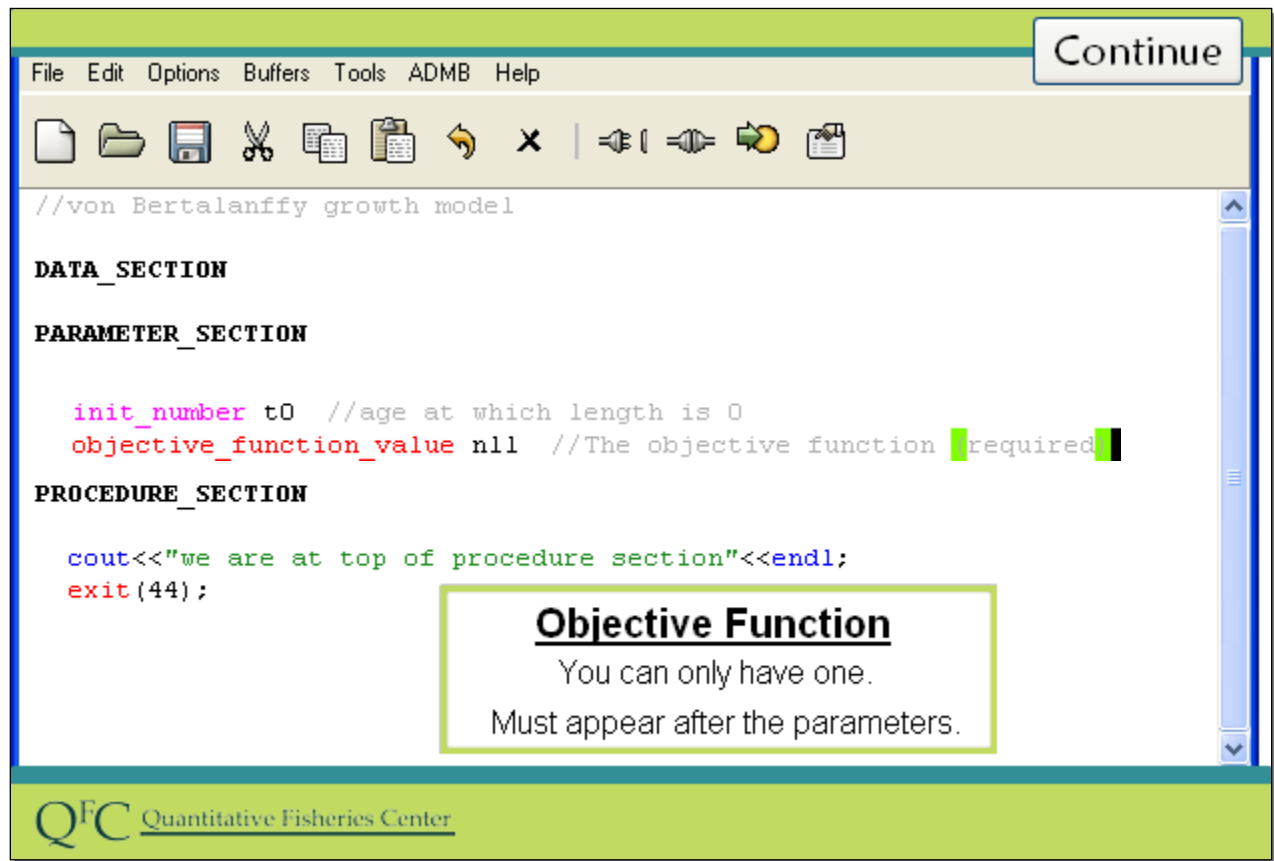 Continue
File Edit Options Buffers Tools ADMB Help
//von Bertalanffy growth model
DATA_SECTION
PARAMETER_SECTION
init_number t0 //age at which length is 0
objective_function_value nll //The objective function (required)
PROCEDURE_SECTION
cout<<"we are at top of procedure section"<<endl;
exit(44);
Objective Function
You can only have one.
Must appear after the parameters.
QFC Quantitative Fisheries Center